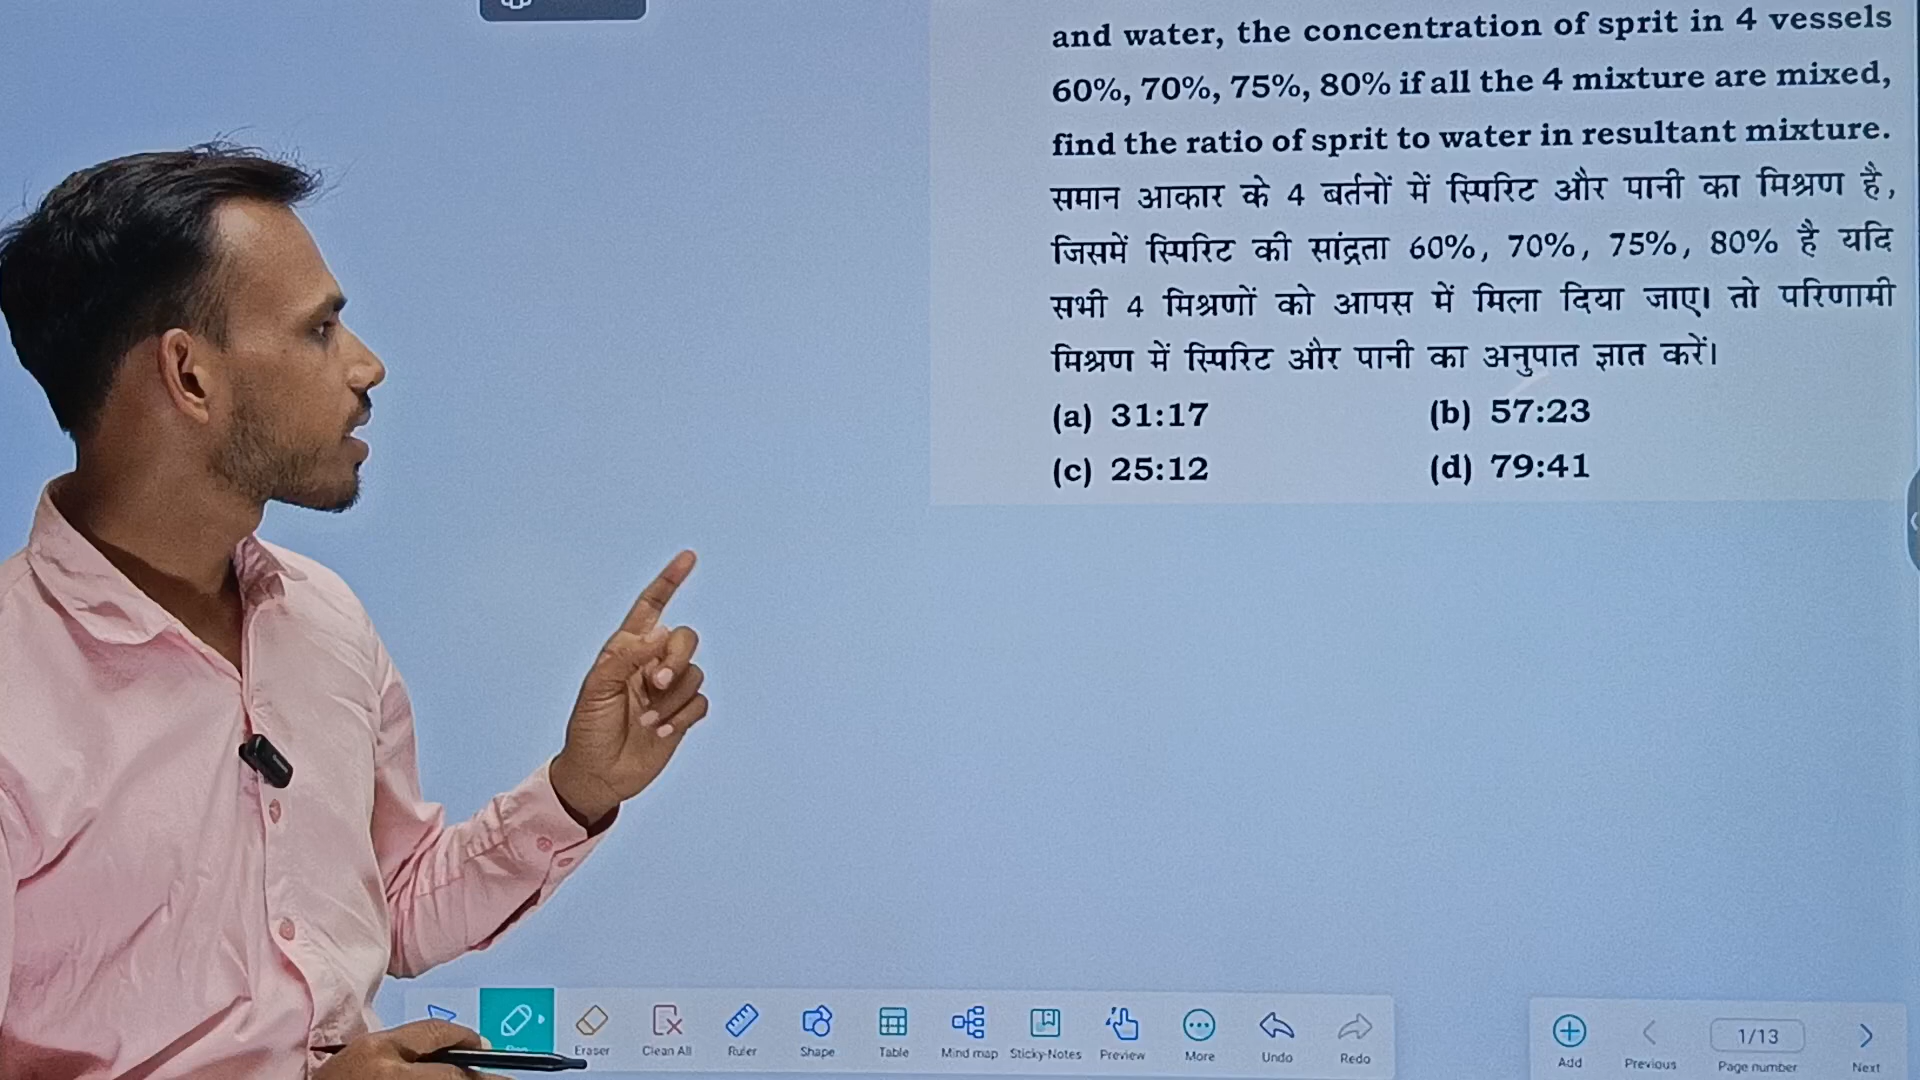 and water, the concentration of sprit in 4 vessels
60%, 70%, 75%, 80% if all the 4 mixture are mixed,
find the ratio of sprit to water in resultant mixture.
समान आकार के 4 बर्तनों में स्पिरिट और पानी का मिश्रण है,
जिसमें स्पिरिट की सांद्रता 60%, 70%, 75%, 80% है यदि
सभी 4 मिश्रणों को आपस में मिला दिया जाए। तो परिणामी
मिश्रण में स्पिरिट और पानी का अनुपात ज्ञात करें।
(a) 31:17 (b) 57:23
(c) 25:12 (d) 79:41
Eraser Clean All Ruler Shape Table Mind map Sticky-Notes Preview More Undo Redo
1/13
Add Previous Page number Next